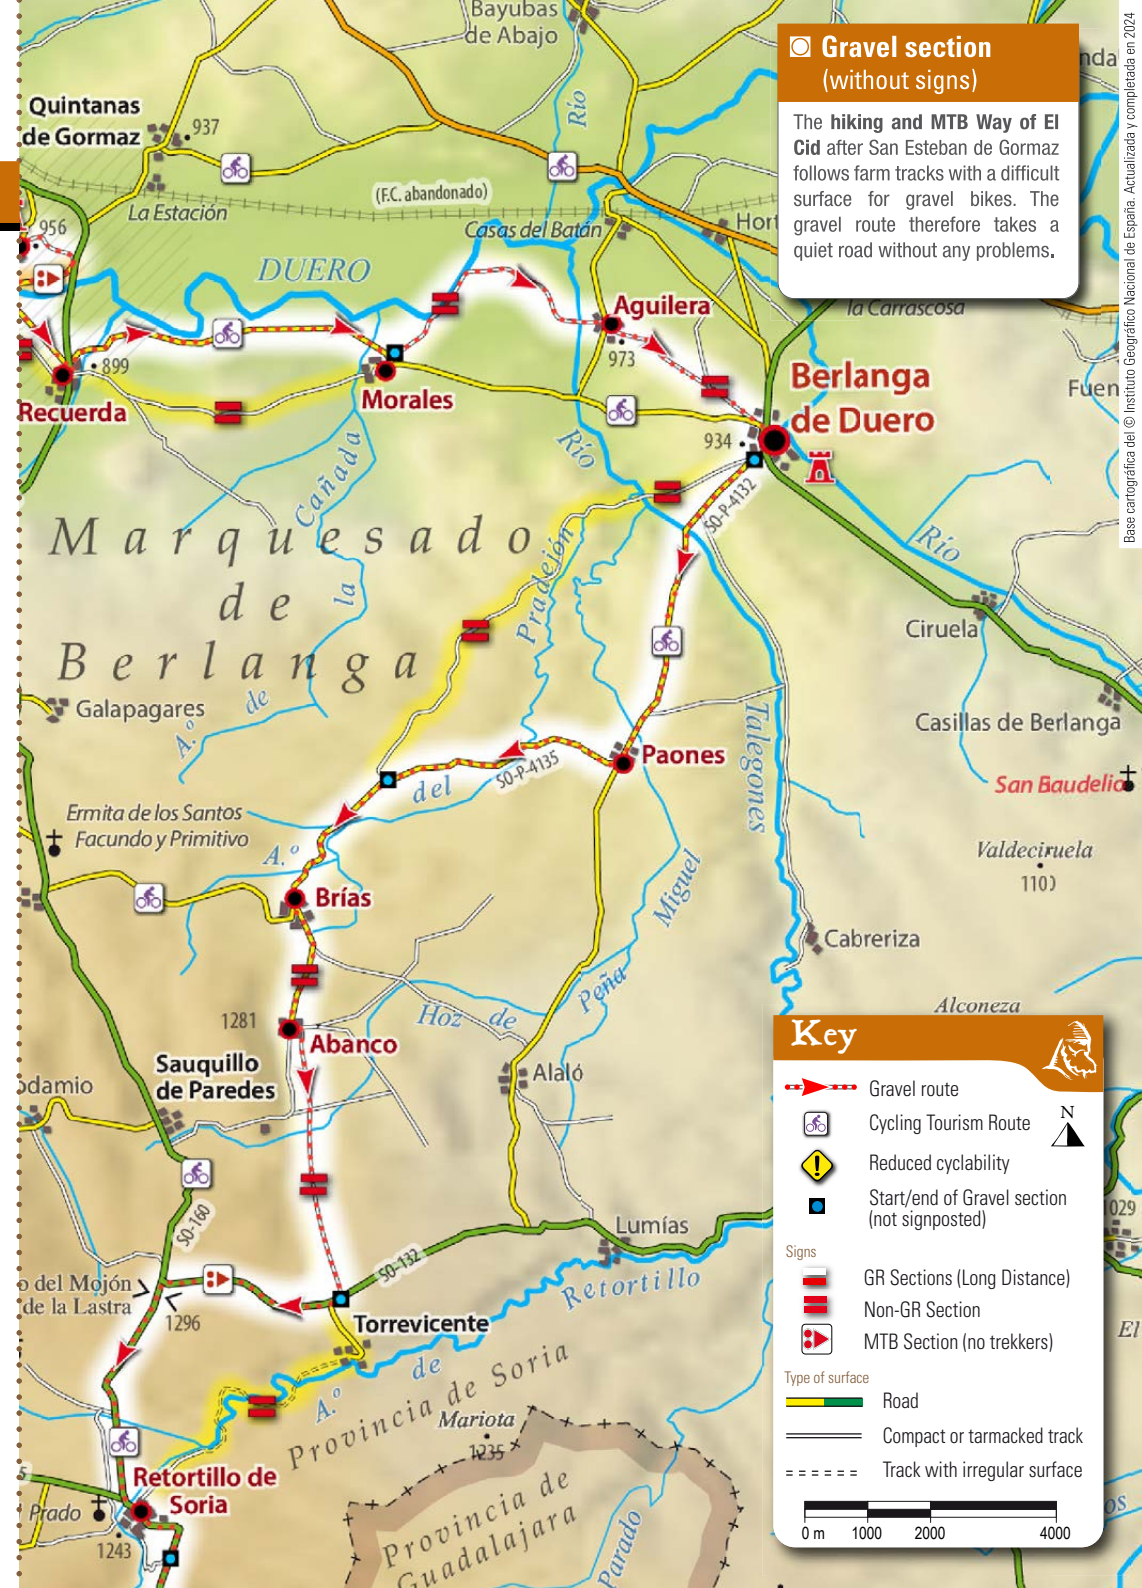 Bayubas
de Abajo
Gravel section
(without signs)
The hiking and MTB Way of El
Cid after San Esteban de Gormaz
follows farm tracks with a difficult
surface for gravel bikes. The
gravel route therefore takes a
quiet road without any problems.
Base cartográfica del © Instituto Geográfico Nacional de España. Actualizada y completada en 2024
Quintanas
de Gormaz
937
Río
(F.C. abandonado)
La Estación
Casas del Batán
Hort
956
DUERO
la Carrascosa
Aguilera
973
899
Recuerda
Morales
Berlanga
de Duero
Fuen
934
Río
Cañada
SO-P-4132
Río
Marquesado
de
Berlanga
la
Pradejón
Ciruela
Galapagares
de
A.º
Casillas de Berlanga
Talegones
Paones
SO-P-4135
del
San Baudelio
Ermita de los Santos
Facundo y Primitivo
A.º
Valdeciruela
1100
Brías
Miguel
Cabreriza
Peña
1281
Hoz de
Alconeza
Abanco
Sauquillo
de Paredes
odamio
Alaló
Key
Gravel route
Cycling Tourism Route
N
Reduced cyclability
Start/end of Gravel section
(not signposted)
Signs
GR Sections (Long Distance)
Non-GR Section
MTB Section (no trekkers)
Type of surface
Road
Compact or tarmacked track
Track with irregular surface
0 m 1000 2000 4000
1029
El
os
SO-160
Lumías
SO-132
o del Mojón
de la Lastra
1296
Retortillo
Torrevicente
de
A.º
Provincia de Soria
Mariota
1235
Retortillo de
Soria
Prado
1243
Provincia de
Guadalajara
Parado